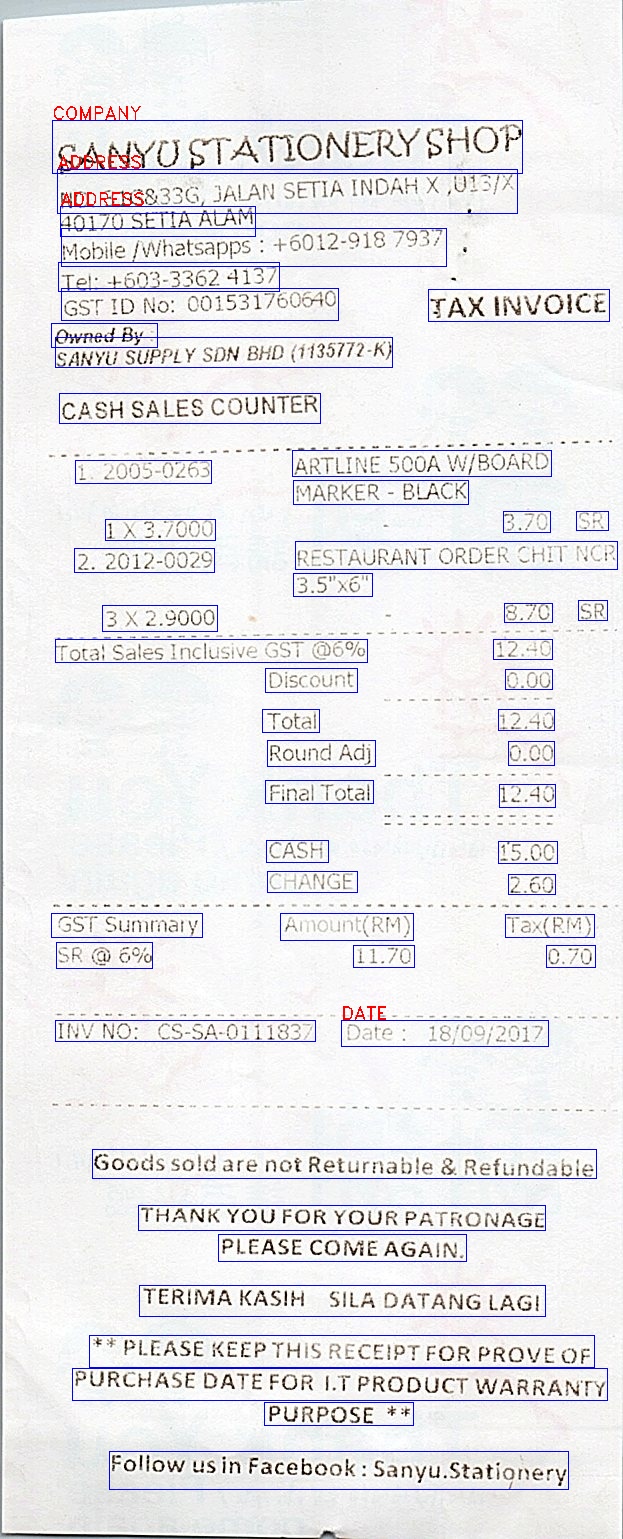 COMPANY
SANYU STATIONERY SHOP
ADDRESS
33G, JALAN SETIA INDAH X ,U13/X
ADDRESS
40170 SETIA ALAM
Mobile /Whatsapps : +6012-918 7937
Tel: +603-3362 4137
GST ID No: 001531760640
TAX INVOICE
Owned By :
SANYU SUPPLY SDN BHD (1135772-K)
CASH SALES COUNTER
1. 2005-0263 ARTLINE 500A W/BOARD
MARKER - BLACK
1 X 3.7000 - 3.70 SR
2. 2012-0029 RESTAURANT ORDER CHIT NCR
3.5"x6"
3 X 2.9000 - 8.70 SR
Total Sales Inclusive GST @6% 12.40
Discount 0.00
Total 12.40
Round Adj 0.00
Final Total 12.40
CASH 15.00
CHANGE 2.60
GST Summary Amount(RM) Tax(RM)
SR @ 6% 11.70 0.70
DATE
INV NO: CS-SA-0111837 Date : 18/09/2017
Goods sold are not Returnable & Refundable
THANK YOU FOR YOUR PATRONAGE
PLEASE COME AGAIN.
TERIMA KASIH SILA DATANG LAGI
** PLEASE KEEP THIS RECEIPT FOR PROVE OF
PURCHASE DATE FOR I.T PRODUCT WARRANTY
PURPOSE **
Follow us in Facebook : Sanyu.Stationery